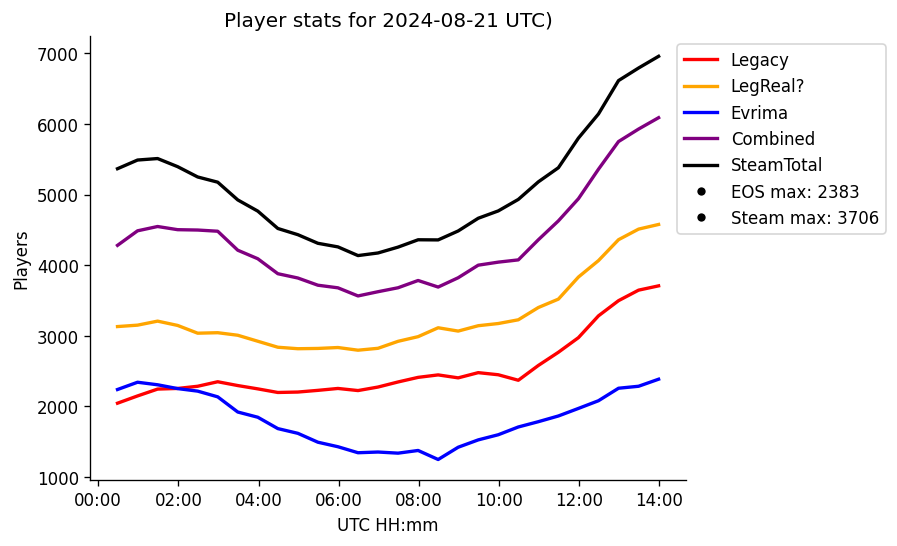 Player stats for 2024-08-21 UTC)
7000
6000
5000
4000
3000
2000
1000
Players
00:00 02:00 04:00 06:00 08:00 10:00 12:00 14:00
UTC HH:mm
Legacy
LegReal?
Evrima
Combined
SteamTotal
EOS max: 2383
Steam max: 3706